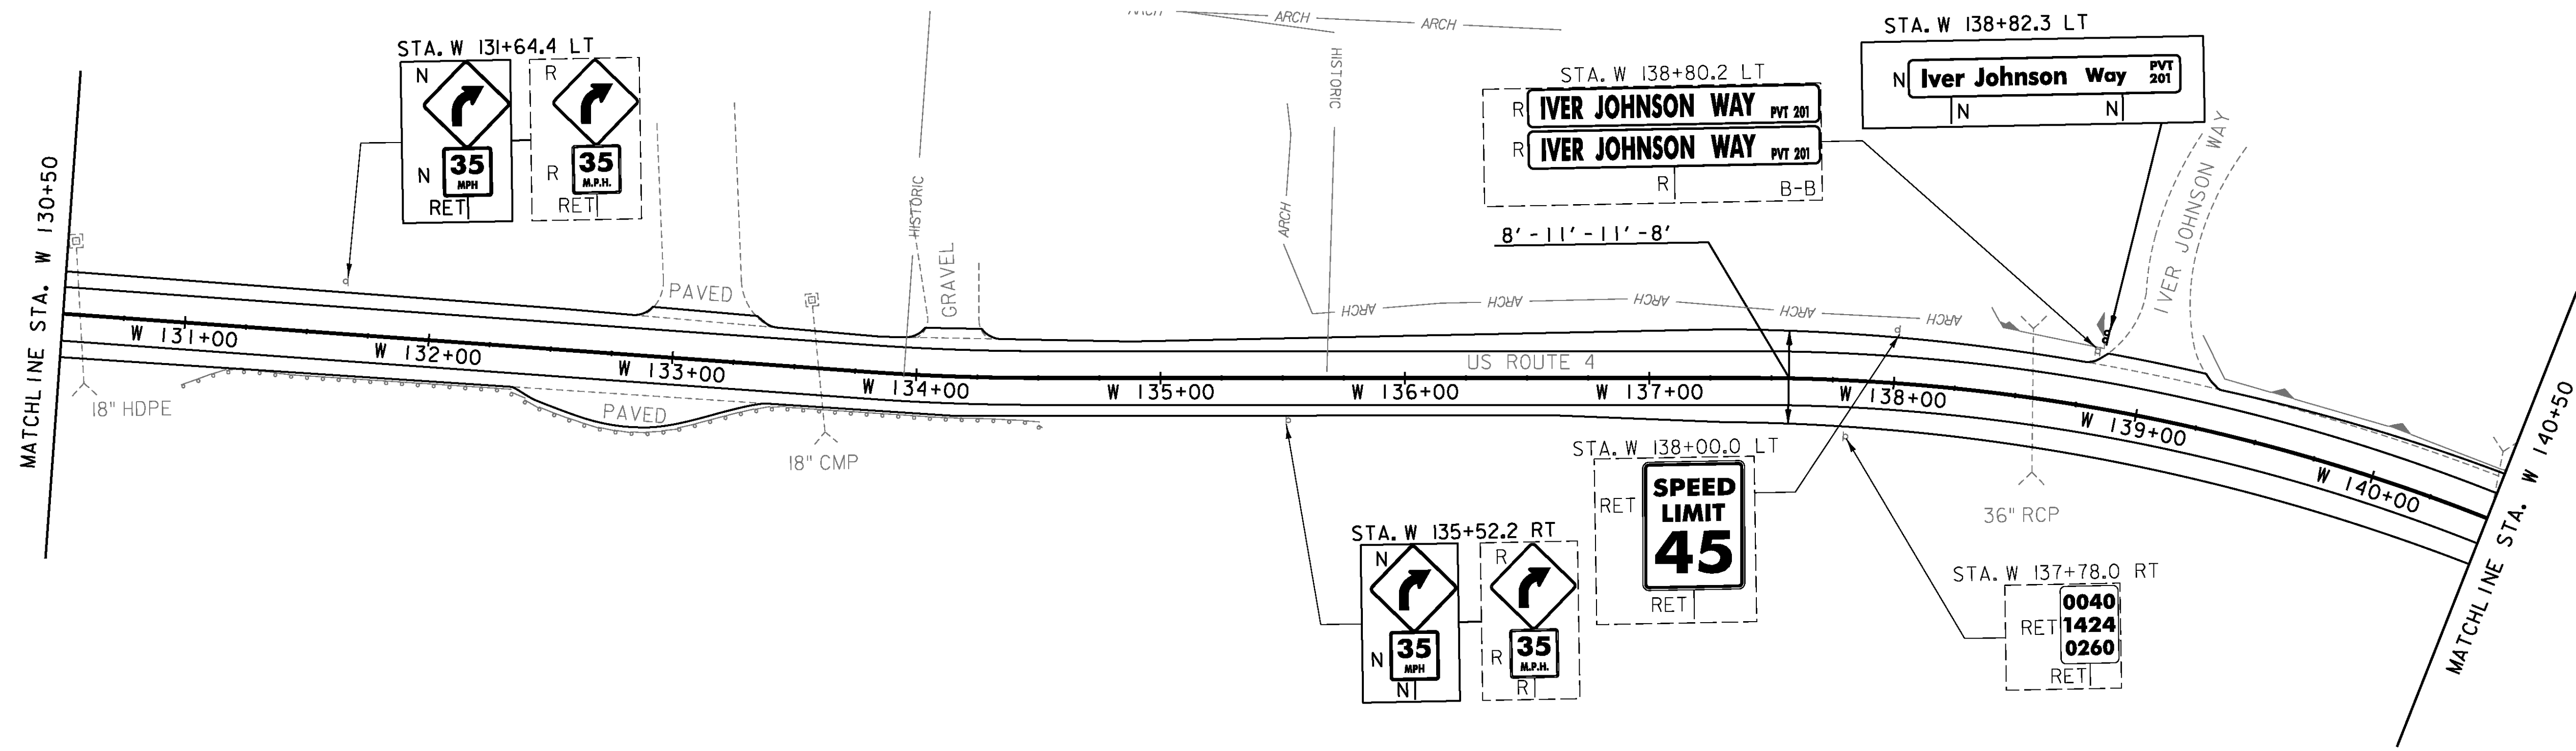 ARCH
ARCH
ARCH
STA. W 138+82.3 LT
N Iver Johnson Way PVT 201
N N
STA. W 131+64.4 LT
N R
N 35 MPH
R 35 M.P.H.
RET RET
STA. W 138+80.2 LT
R IVER JOHNSON WAY PVT 201
R IVER JOHNSON WAY PVT 201
R B-B
HISTORIC
HISTORIC
ARCH
IVER JOHNSON WAY
8'-11'-11'-8'
MATCHLINE STA. W 130+50
PAVED
GRAVEL
ARCH
ARCH
ARCH
ARCH
ARCH
US ROUTE 4
W 131+00
W 132+00
W 133+00
W 134+00
W 135+00
W 136+00
W 137+00
W 138+00
W 139+00
W 140+00
18" HDPE
PAVED
18" CMP
36" RCP
MATCHLINE STA. W 140+50
STA. W 138+00.0 LT
RET SPEED
LIMIT
45
RET
STA. W 135+52.2 RT
N R
N 35 MPH
R 35 M.P.H.
N R
STA. W 137+78.0 RT
0040
RET 1424
0260
RET